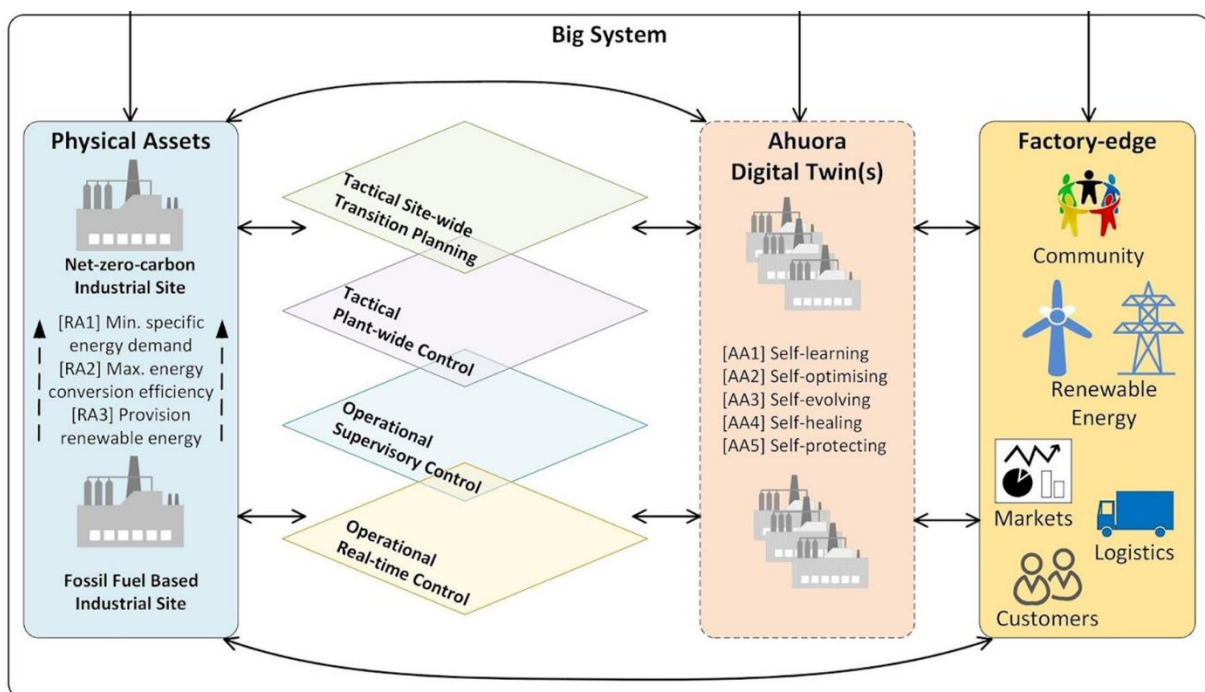 Big System
Physical Assets
Net-zero-carbon
Industrial Site
[RA1] Min. specific
energy demand
[RA2] Max. energy
conversion efficiency
[RA3] Provision
renewable energy
Fossil Fuel Based
Industrial Site
Tactical Site-wide
Transition Planning
Tactical
Plant-wide Control
Operational
Supervisory Control
Operational
Real-time Control
Ahuora
Digital Twin(s)
[AA1] Self-learning
[AA2] Self-optimising
[AA3] Self-evolving
[AA4] Self-healing
[AA5] Self-protecting
Factory-edge
Community
Renewable
Energy
Markets
Logistics
Customers